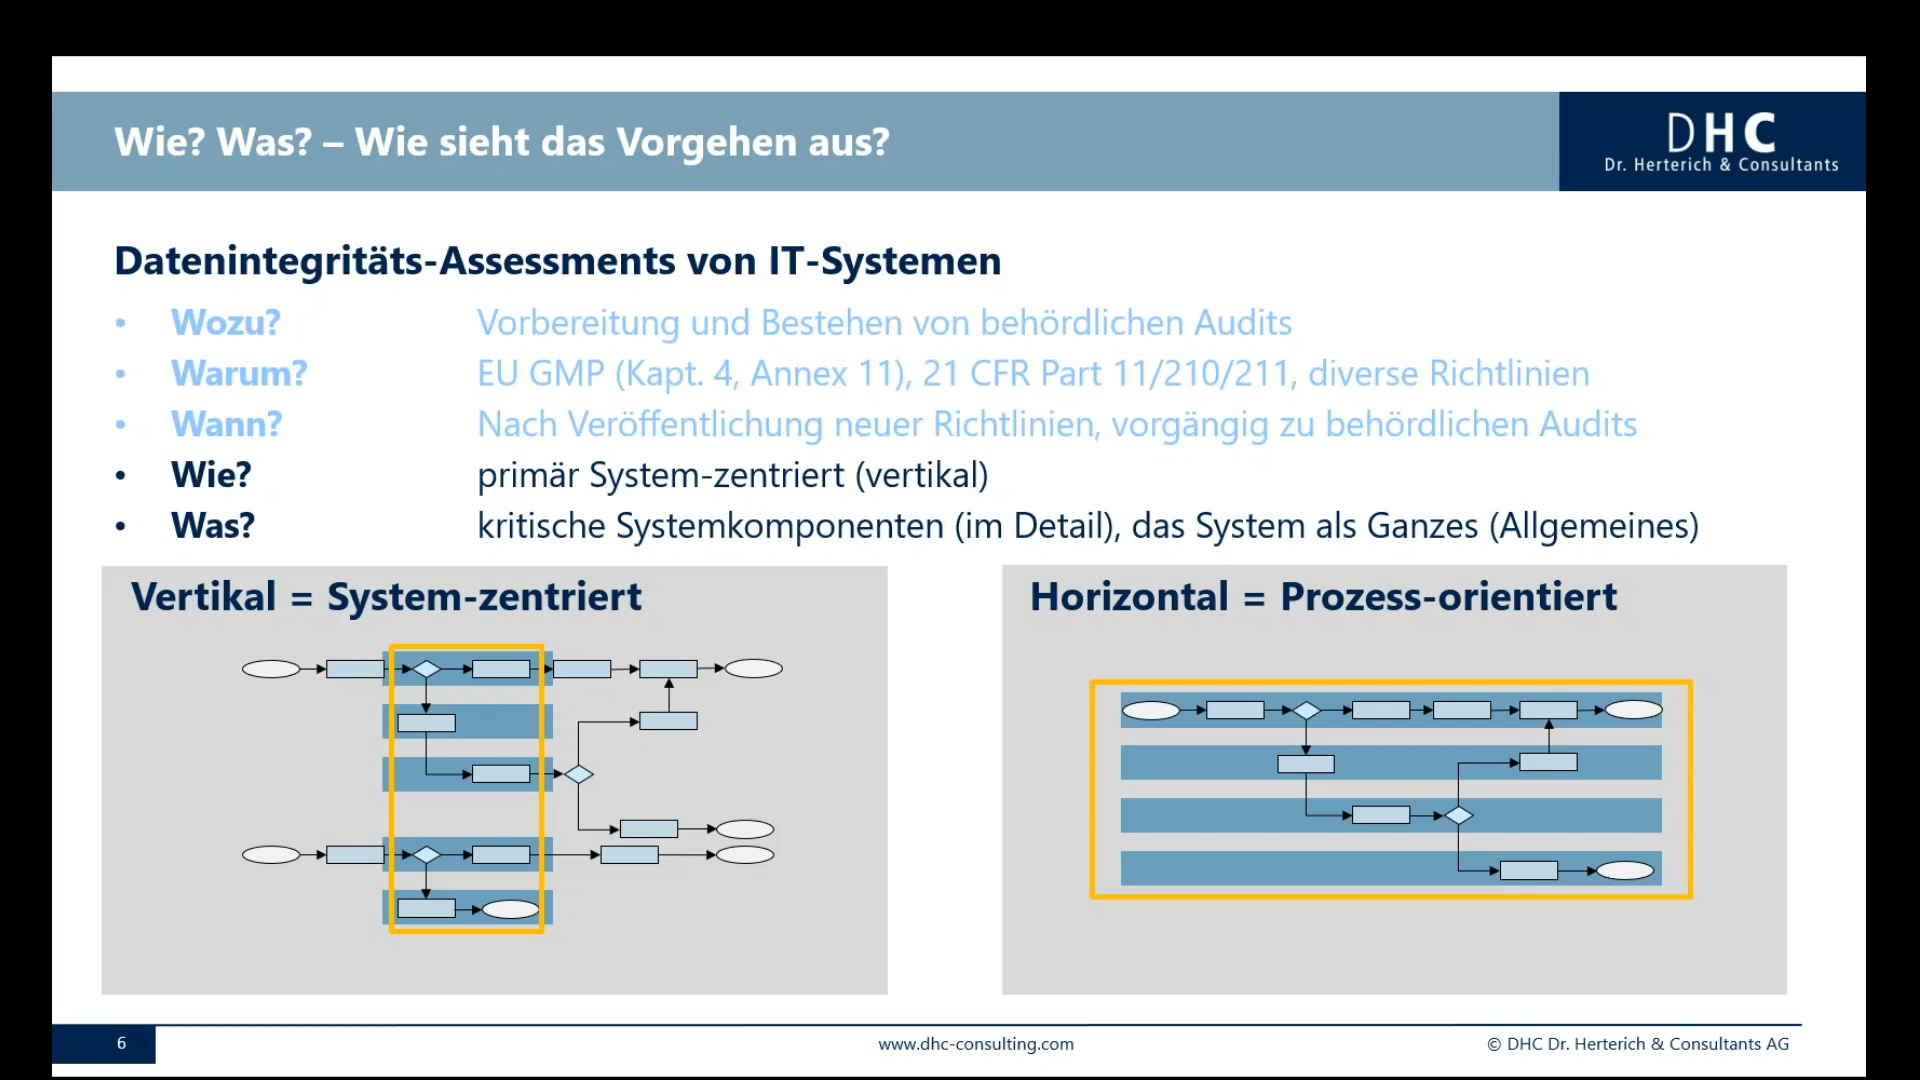 Wie? Was? – Wie sieht das Vorgehen aus?
DHC
Dr. Herterich & Consultants
Datenintegritäts-Assessments von IT-Systemen
• Wozu? Vorbereitung und Bestehen von behördlichen Audits
• Warum? EU GMP (Kapt. 4, Annex 11), 21 CFR Part 11/210/211, diverse Richtlinien
• Wann? Nach Veröffentlichung neuer Richtlinien, vorgängig zu behördlichen Audits
• Wie? primär System-zentriert (vertikal)
• Was? kritische Systemkomponenten (im Detail), das System als Ganzes (Allgemeines)
Vertikal = System-zentriert
Horizontal = Prozess-orientiert
6
www.dhc-consulting.com
© DHC Dr. Herterich & Consultants AG